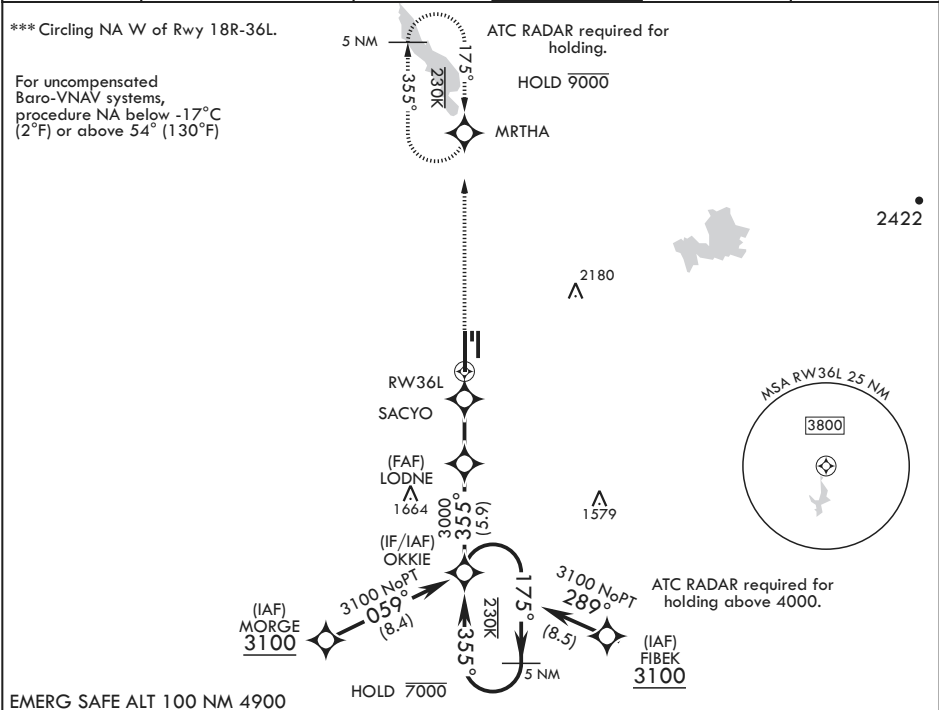 *** Circling NA W of Rwy 18R-36L.
For uncompensated
Baro-VNAV systems,
procedure NA below -17°C
(2°F) or above 54° (130°F)
5 NM
355°
230K
175°
ATC RADAR required for
holding.
HOLD 9000
MRTHA
2422
2180
RW36L
SACYO
(FAF)
LODNE
1664
3000
355°
(5.9)
1579
MSA RW36L 25 NM
3800
(IF/IAF)
OKKIE
3100 NoPT
059°
(8.4)
(IAF)
MORGE
3100
355°
230K
175°
5 NM
HOLD 7000
3100 NoPT
289°
(8.5)
ATC RADAR required for
holding above 4000.
(IAF)
FIBEK
3100
EMERG SAFE ALT 100 NM 4900